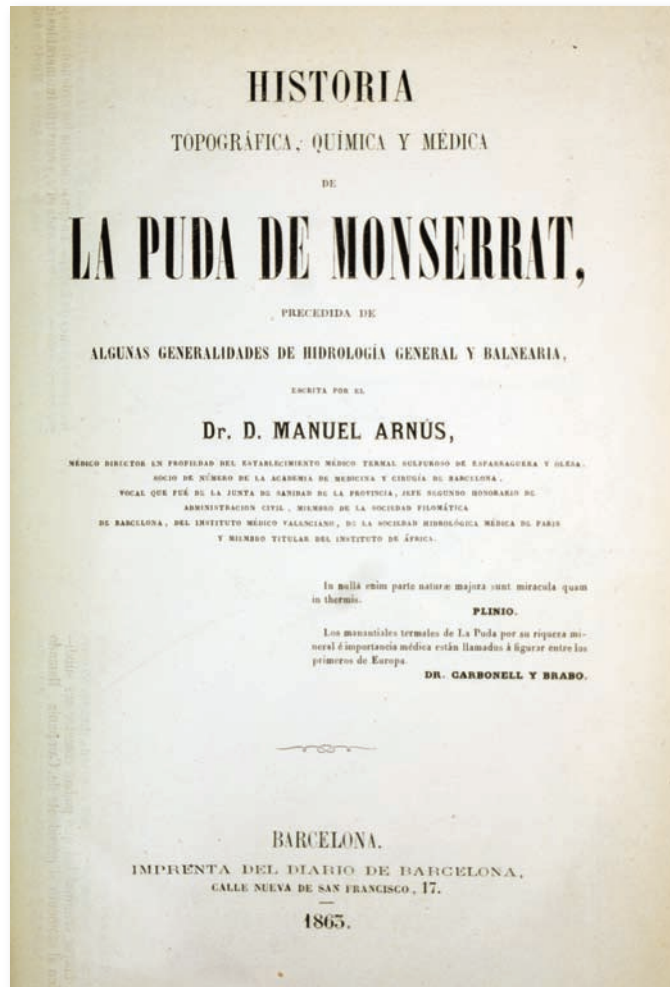 HISTORIA
TOPOGRÁFICA, QUÍMICA Y MÉDICA
DE
LA PUDA DE MONSERRAT,
PRECEDIDA DE
ALGUNAS GENERALIDADES DE HIDROLOGÍA GENERAL Y BALNEARIA,
ESCRITA POR EL
Dr. D. MANUEL ARNÚS,
MÉDICO DIRECTOR EN PROPIEDAD DEL ESTABLECIMIENTO MÉDICO TERMAL SULFUROSO DE ESPARRAGUERA Y OLESA,
SOCIO DE NÚMERO DE LA ACADEMIA DE MEDICINA Y CIRUGÍA DE BARCELONA,
VOCAL QUE FUÉ DE LA JUNTA DE SANIDAD DE LA PROVINCIA, JEFE SEGUNDO HONORARIO DE
ADMINISTRACION CIVIL, MIEMBRO DE LA SOCIEDAD FILOMÁTICA
DE BARCELONA, DEL INSTITUTO MÉDICO VALENCIANO, DE LA SOCIEDAD HIDROLÓGICA MÉDICA DE PARIS
Y MIEMBRO TITULAR DEL INSTITUTO DE ÁFRICA.
In nullâ enim parte naturæ majora sunt miracula quam
in thermis.
PLINIO.
Los manantiales termales de La Puda por su riqueza mi-
neral é importancia médica están llamados á figurar entre los
primeros de Europa.
DR. CARBONELL Y BRABO.
BARCELONA.
IMPRENTA DEL DIARIO DE BARCELONA,
CALLE NUEVA DE SAN FRANCISCO, 17.
1863.